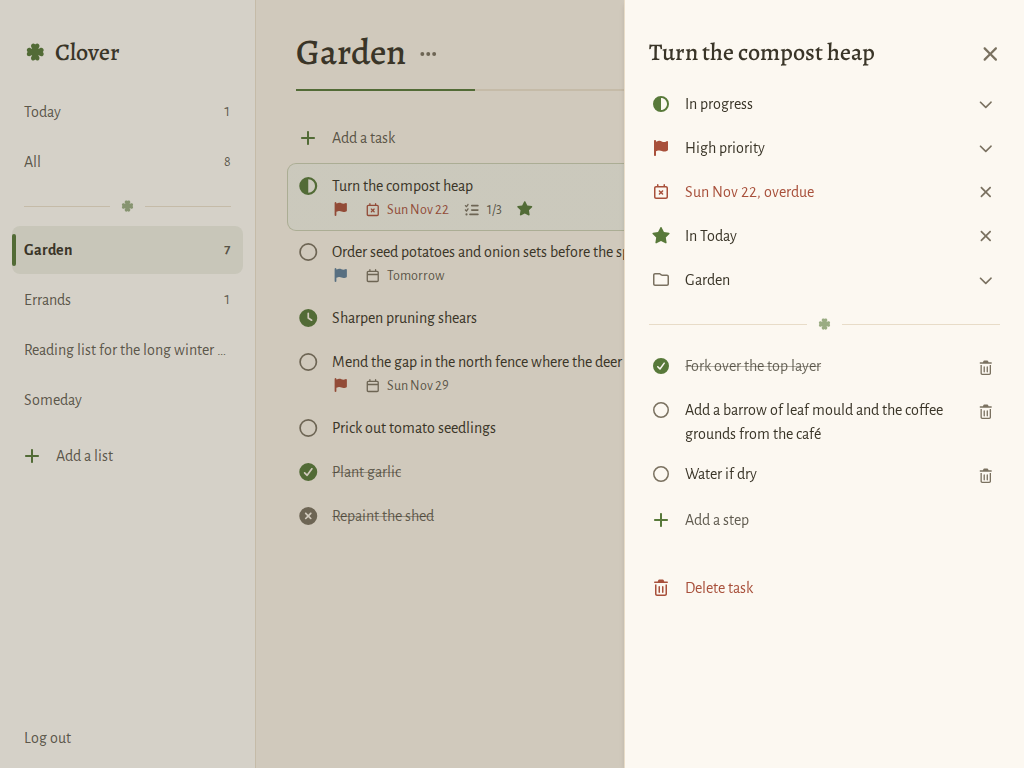 Clover
Today 1
All 8
Garden 7
Errands 1
Reading list for the long winter ...
Someday
Add a list
Log out
Garden
Add a task
Turn the compost heap
Sun Nov 22 1/3
Order seed potatoes and onion sets before the
Tomorrow
Sharpen pruning shears
Mend the gap in the north fence where the deer
Sun Nov 29
Prick out tomato seedlings
Plant garlic
Repaint the shed
Turn the compost heap
In progress
High priority
Sun Nov 22, overdue
In Today
Garden
Fork over the top layer
Add a barrow of leaf mould and the coffee
grounds from the café
Water if dry
Add a step
Delete task